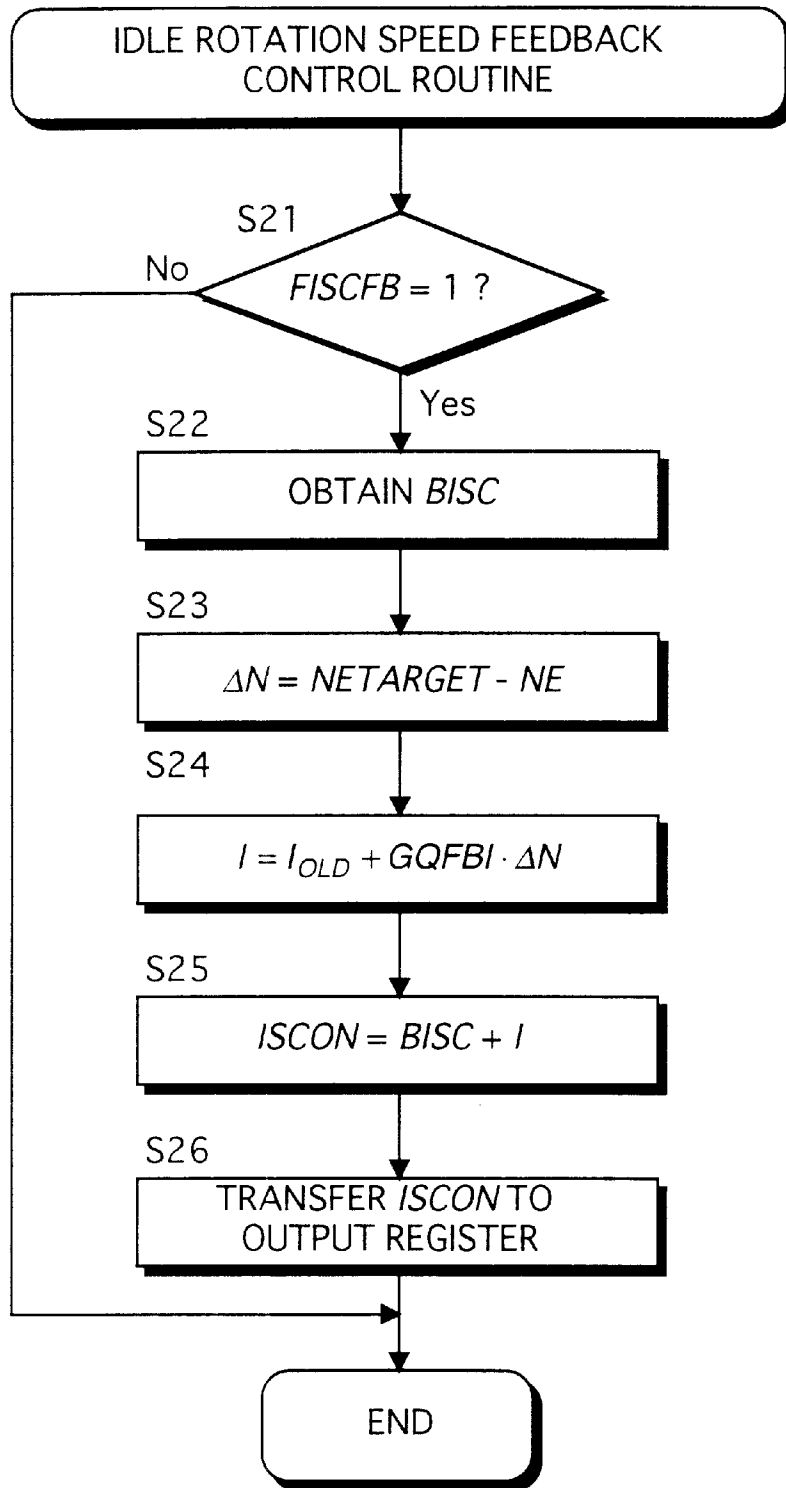 IDLE ROTATION SPEED FEEDBACK
CONTROL ROUTINE
S21
No
FISCFB = 1 ?
Yes
S22
OBTAIN BISC
S23
ΔN = NETARGET - NE
S24
I = I_OLD + GQFBI · ΔN
S25
ISCON = BISC + I
S26
TRANSFER ISCON TO
OUTPUT REGISTER
END